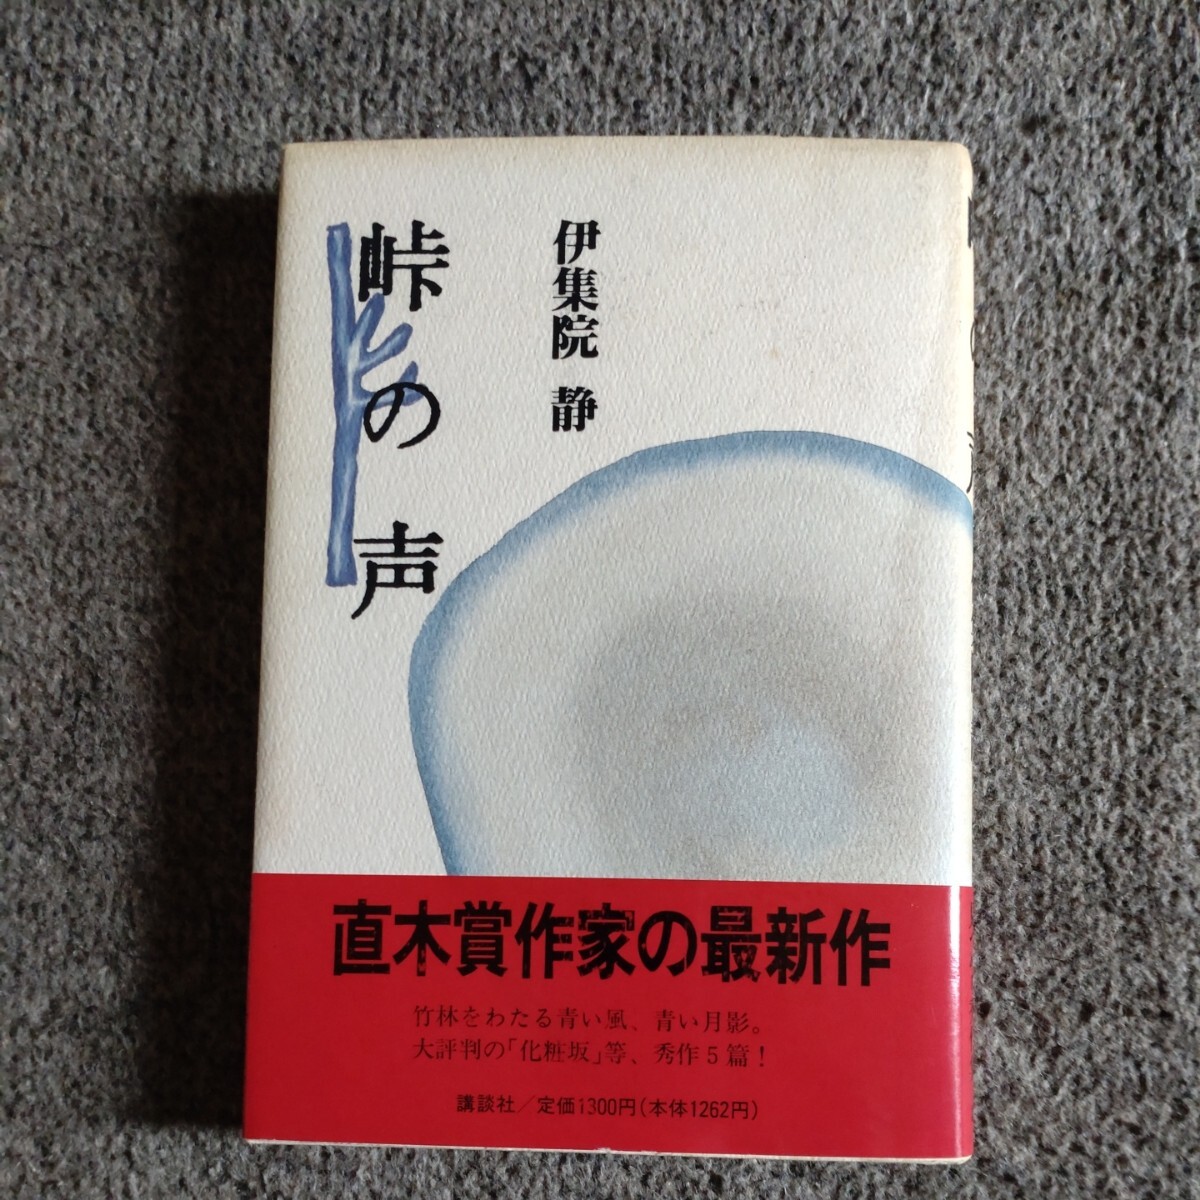 峠の声
伊集院 静
直木賞作家の最新作
竹林をわたる青い風、青い月影。
大評判の「化粧坂」等、秀作5篇!
講談社/定価1300円(本体1262円)